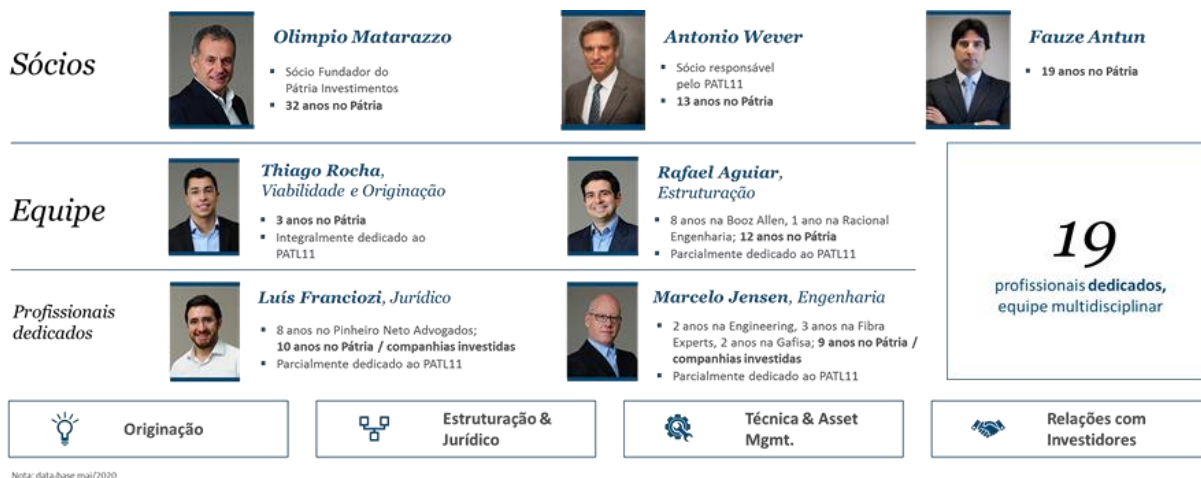 Sócios
Olimpio Matarazzo
▪ Sócio Fundador do
Pátria Investimentos
▪ 32 anos no Pátria
Antonio Wever
▪ Sócio responsável
pelo PATL11
▪ 13 anos no Pátria
Fauze Antun
▪ 19 anos no Pátria
Equipe
Thiago Rocha,
Viabilidade e Originação
▪ 3 anos no Pátria
▪ Integralmente dedicado ao
PATL11
Rafael Aguiar,
Estruturação
▪ 8 anos na Booz Allen, 1 ano na Racional
Engenharia; 12 anos no Pátria
▪ Parcialmente dedicado ao PATL11
19
profissionais dedicados,
equipe multidisciplinar
Profissionais
dedicados
Luís Franciozi, Jurídico
▪ 8 anos no Pinheiro Neto Advogados;
10 anos no Pátria / companhias investidas
▪ Parcialmente dedicado ao PATL11
Marcelo Jensen, Engenharia
▪ 2 anos na Engineering, 3 anos na Fibra
Experts, 2 anos na Gafisa; 9 anos no Pátria /
companhias investidas
▪ Parcialmente dedicado ao PATL11
Originação
Estruturação &
Jurídico
Técnica & Asset
Mgmt.
Relações com
Investidores
Nota: data-base mai/2020